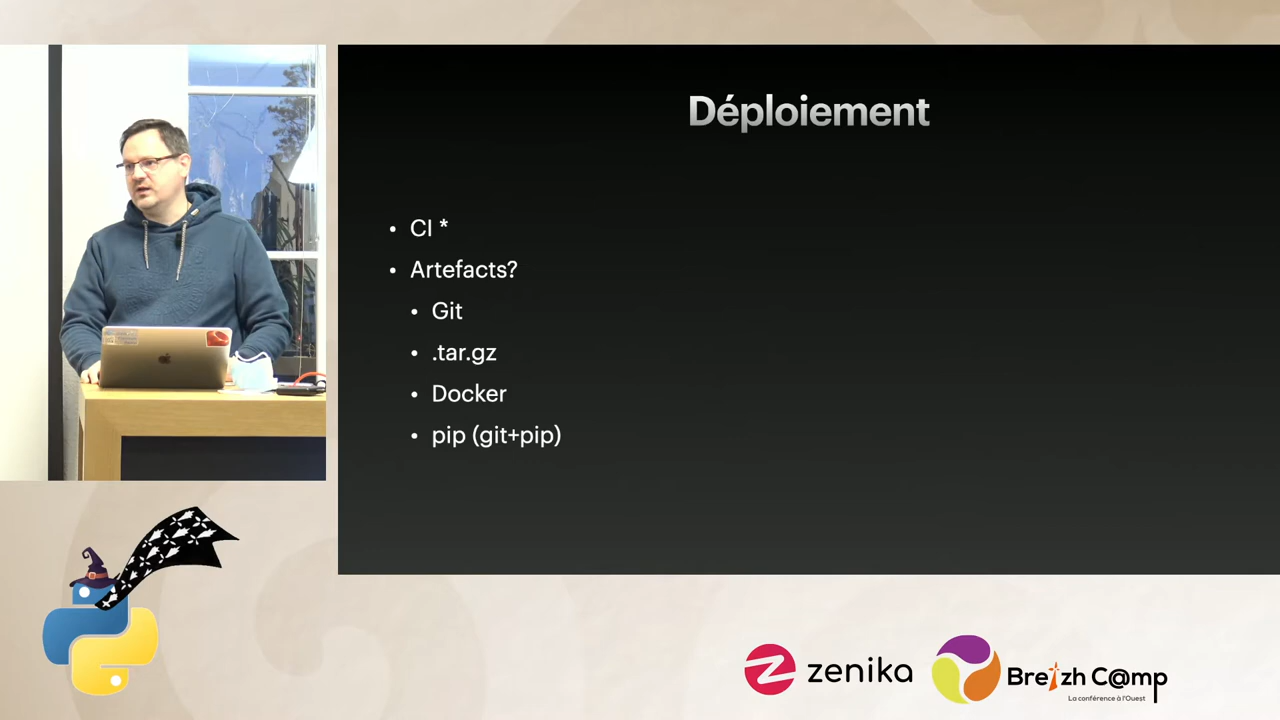 Déploiement
CI *
Artefacts?
Git
.tar.gz
Docker
pip (git+pip)
zenika
Breizh C@mp
La conférence à l'Ouest